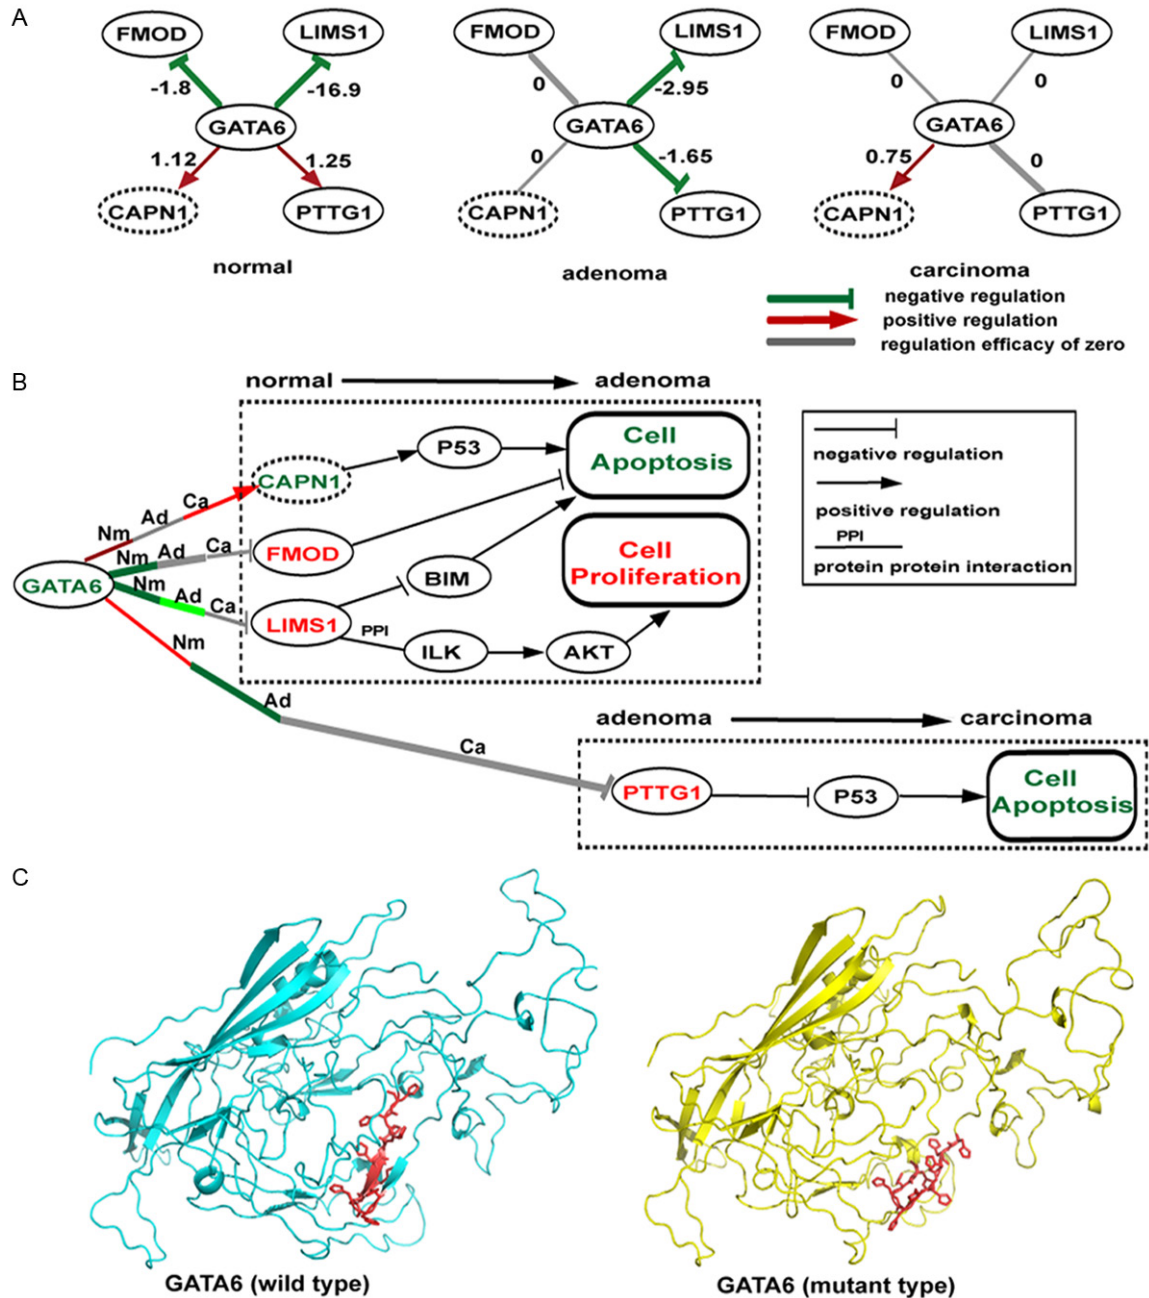 A
FMOD
LIMS1
-1.8
-16.9
GATA6
1.12
1.25
CAPN1
PTTG1
normal
FMOD
LIMS1
0
-2.95
GATA6
0
-1.65
CAPN1
PTTG1
adenoma
FMOD
LIMS1
0
0
GATA6
0.75
0
CAPN1
PTTG1
carcinoma
negative regulation
positive regulation
regulation efficacy of zero
B
normal
adenoma
GATA6
Nm
Ad
Ca
CAPN1
P53
Cell
Apoptosis
Nm
Ad
Ca
FMOD
BIM
Cell
Proliferation
Nm
Ad
Ca
LIMS1
PPI
ILK
AKT
negative regulation
positive regulation
PPI
protein protein interaction
Nm
Ad
Ca
adenoma
carcinoma
PTTG1
P53
Cell
Apoptosis
C
GATA6 (wild type)
GATA6 (mutant type)